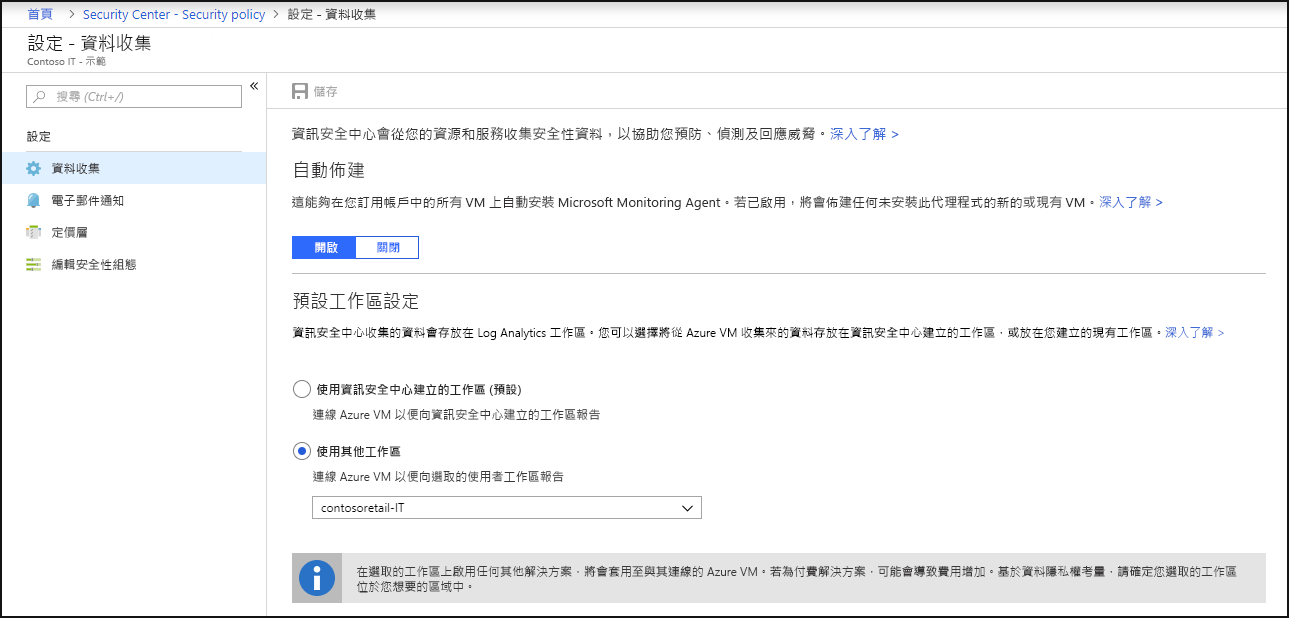 首頁 > Security Center - Security policy > 設定 - 資料收集
設定 - 資料收集
Contoso IT - 示範
搜尋 (Ctrl+/)
«
設定
資料收集
電子郵件通知
定價層
編輯安全性組態
儲存
資訊安全中心會從您的資源和服務收集安全性資料，以協助您預防、偵測及回應威脅。深入了解 >
自動佈建
這能夠在您訂用帳戶中的所有 VM 上自動安裝 Microsoft Monitoring Agent。若已啟用，將會佈建任何未安裝此代理程式的新的或現有 VM。深入了解 >
開啟 關閉
預設工作區設定
資訊安全中心收集的資料會存放在 Log Analytics 工作區。您可以選擇將從 Azure VM 收集來的資料存放在資訊安全中心建立的工作區，或放在您建立的現有工作區。深入了解 >
使用資訊安全中心建立的工作區 (預設)
連線 Azure VM 以便向資訊安全中心建立的工作區報告
使用其他工作區
連線 Azure VM 以便向選取的使用者工作區報告
contosoretail-IT
在選取的工作區上啟用任何其他解決方案，將會套用至與其連線的 Azure VM。若為付費解決方案，可能會導致費用增加。基於資料隱私權考量，請確定您選取的工作區
位於您想要的區域中。